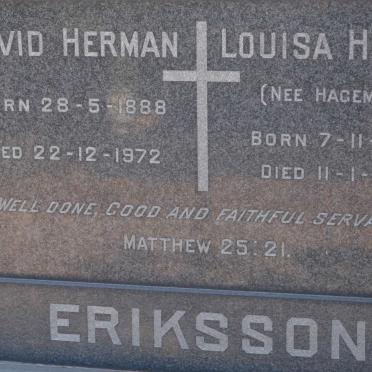 VID HERMAN
RN 28-5-1888
ED 22-12-1972
LOUISA H
(NEE HAGEM
BORN 7-11-
DIED 11-1-
WELL DONE, GOOD AND FAITHFUL SERVA
MATTHEW 25:21.
ERIKSSON